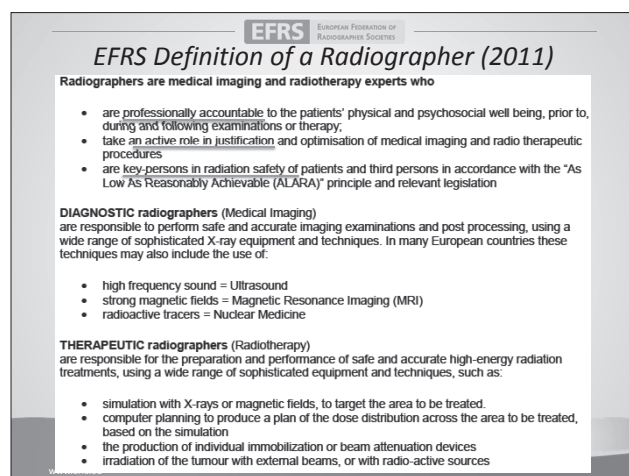 EFRS EUROPEAN FEDERATION OF
RADIOGRAPHER SOCIETIES
EFRS Definition of a Radiographer (2011)
Radiographers are medical imaging and radiotherapy experts who
• are professionally accountable to the patients' physical and psychosocial well being, prior to,
during and following examinations or therapy;
• take an active role in justification and optimisation of medical imaging and radio therapeutic
procedures
• are key-persons in radiation safety of patients and third persons in accordance with the “As
Low As Reasonably Achievable (ALARA)” principle and relevant legislation
DIAGNOSTIC radiographers (Medical Imaging)
are responsible to perform safe and accurate imaging examinations and post processing, using a
wide range of sophisticated X-ray equipment and techniques. In many European countries these
techniques may also include the use of:
• high frequency sound = Ultrasound
• strong magnetic fields = Magnetic Resonance Imaging (MRI)
• radioactive tracers = Nuclear Medicine
THERAPEUTIC radiographers (Radiotherapy)
are responsible for the preparation and performance of safe and accurate high-energy radiation
treatments, using a wide range of sophisticated equipment and techniques, such as:
• simulation with X-rays or magnetic fields, to target the area to be treated.
• computer planning to produce a plan of the dose distribution across the area to be treated,
based on the simulation
• the production of individual immobilization or beam attenuation devices
• irradiation of the tumour with external beams, or with radio-active sources